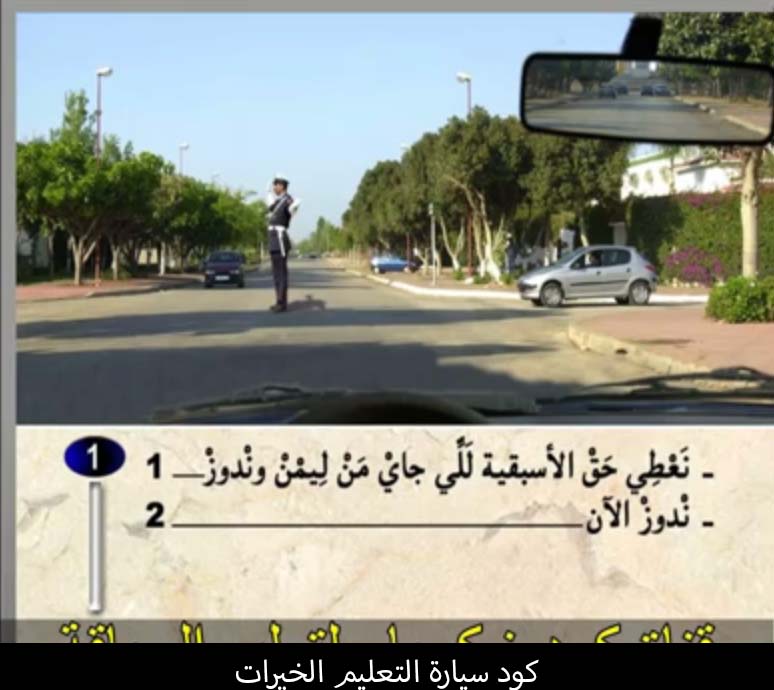 1
- نَعْطِي حَقْ الأسبقية لَلِّي جايْ مَنْ لِيمْنْ ونْدوزْ 1
- نْدوزْ الآن 2
كود سيارة التعليم الخيرات